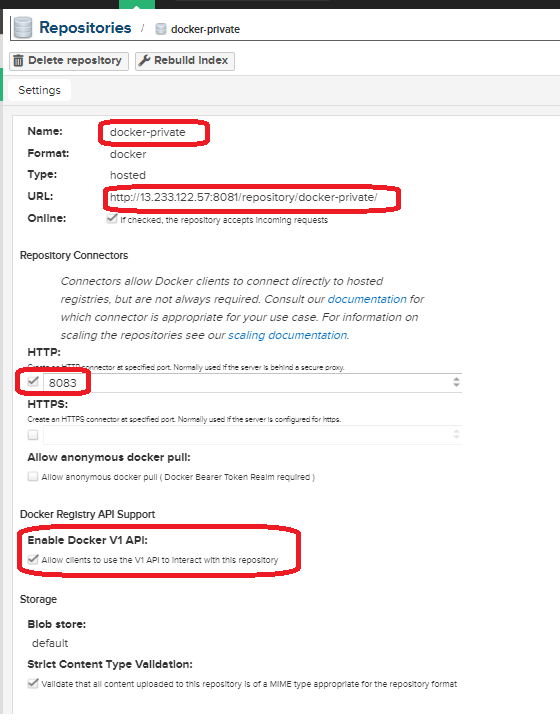 Repositories / docker-private
Delete repository Rebuild Index
Settings
Name: docker-private
Format: docker
Type: hosted
URL: http://13.233.122.57:8081/repository/docker-private/
Online: If checked, the repository accepts incoming requests
Repository Connectors
Connectors allow Docker clients to connect directly to hosted
registries, but are not always required. Consult our documentation for
which connector is appropriate for your use case. For information on
scaling the repositories see our scaling documentation.
HTTP:
Create an HTTP connector at specified port. Normally used if the server is behind a secure proxy.
8083
HTTPS:
Create an HTTPS connector at specified port. Normally used if the server is configured for https.
Allow anonymous docker pull:
Allow anonymous docker pull ( Docker Bearer Token Realm required )
Docker Registry API Support
Enable Docker V1 API:
Allow clients to use the V1 API to interact with this repository
Storage
Blob store:
default
Strict Content Type Validation:
Validate that all content uploaded to this repository is of a MIME type appropriate for the repository format